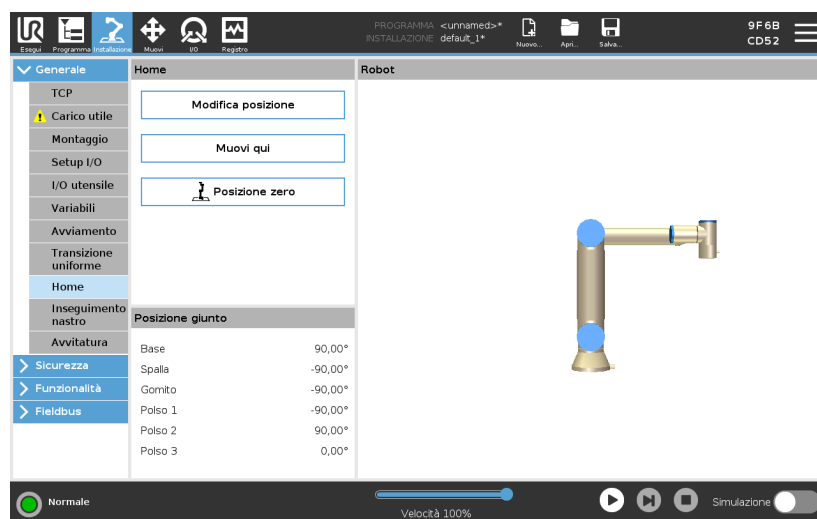 UR
PROGRAMMA <unnamed>*
INSTALLAZIONE default_1*
Esegui Programma Installazione Muovi I/O Registro Nuovo... Apri... Salva...
9F6B
CD52
Generale
TCP
Carico utile
Montaggio
Setup I/O
I/O utensile
Variabili
Avviamento
Transizione
uniforme
Home
Inseguimento
nastro
Avvitatura
Sicurezza
Funzionalità
Fieldbus
Home
Modifica posizione
Muovi qui
Posizione zero
Posizione giunto
Base 90,00°
Spalla -90,00°
Gomito -90,00°
Polso 1 -90,00°
Polso 2 90,00°
Polso 3 0,00°
Robot
Normale
Velocità 100%
Simulazione